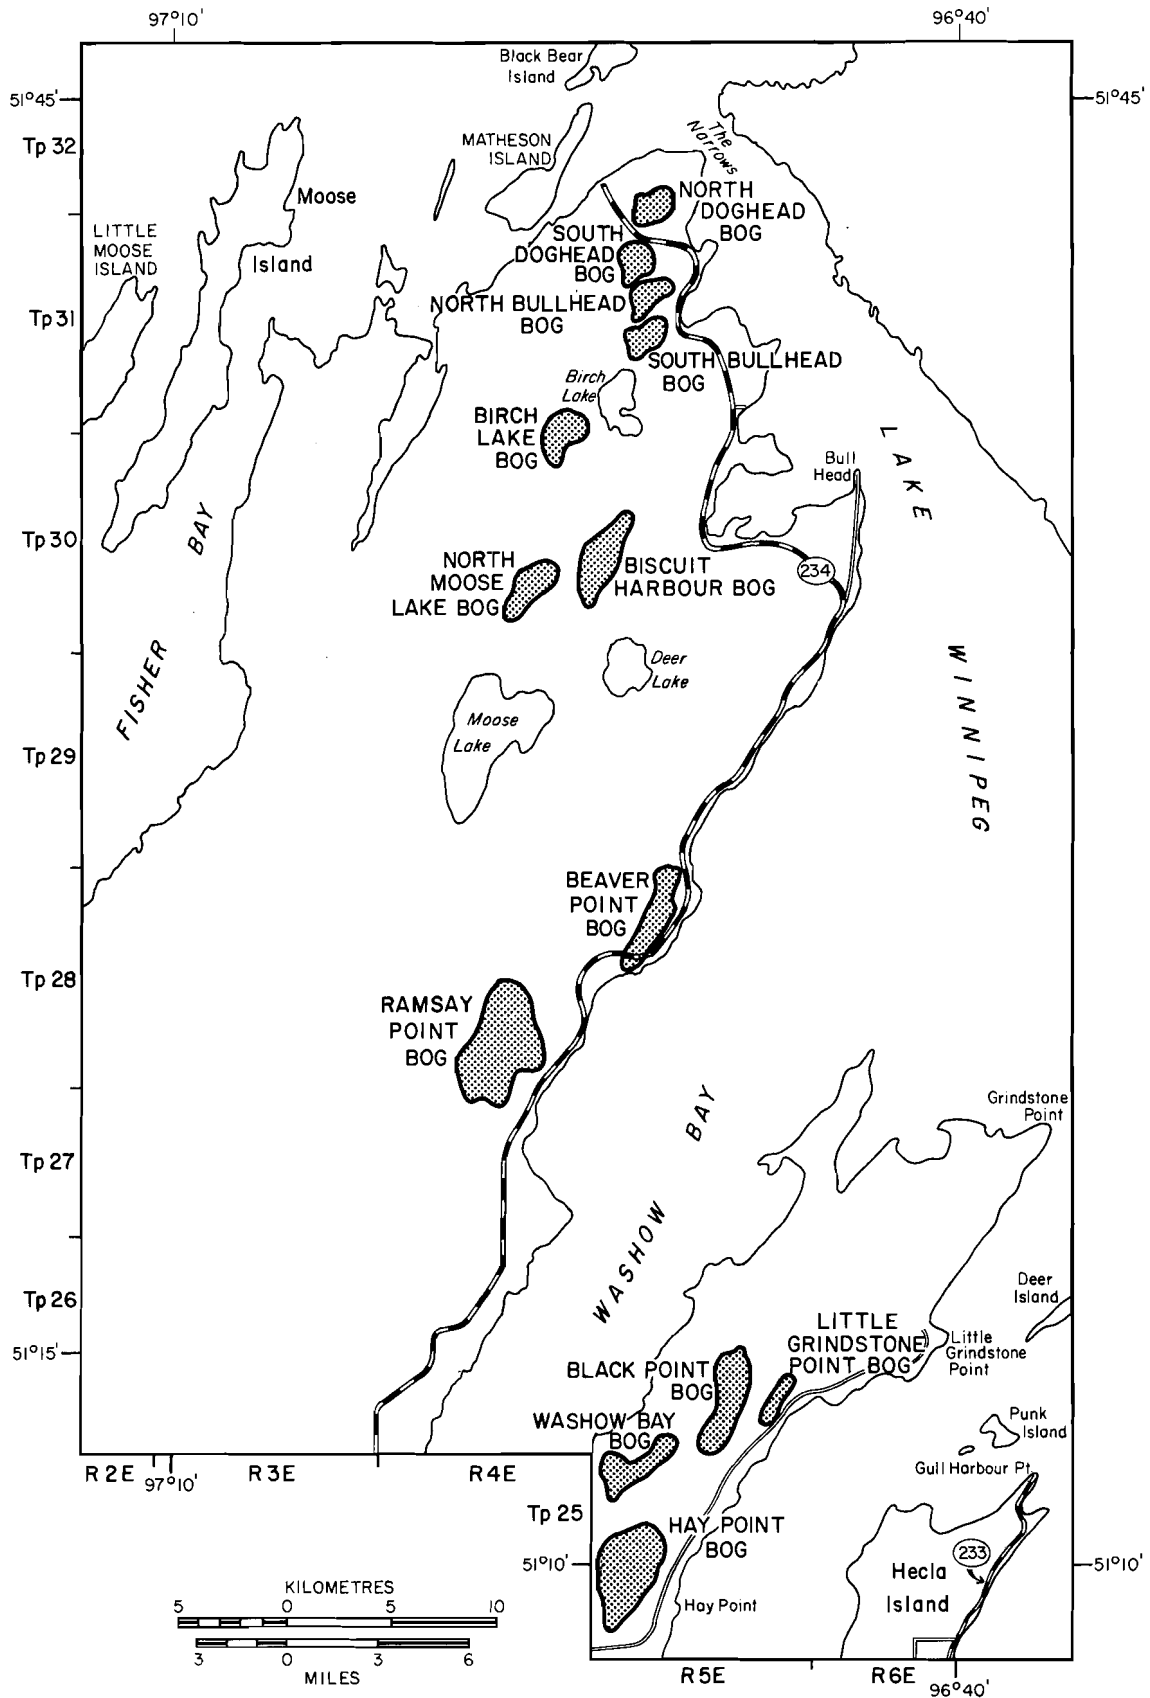 97°10'
96°40'
Black Bear
Island
51°45'
51°45'
Tp 32
The
Narrows
MATHESON
ISLAND
Moose
NORTH
DOGHEAD
BOG
LITTLE
MOOSE
ISLAND
SOUTH
DOGHEAD
BOG
Island
NORTH BULLHEAD
BOG
Tp 31
SOUTH BULLHEAD
BOG
Birch
Lake
BIRCH
LAKE
BOG
LAKE
Bull
Head
BAY
Tp 30
NORTH
MOOSE
LAKE BOG
BISCUIT
HARBOUR BOG
234
FISHER
Deer
Lake
WINNIPEG
Moose
Lake
Tp 29
BEAVER
POINT
BOG
Tp 28
RAMSAY
POINT
BOG
BAY
Grindstone
Point
Tp 27
WASHOW
Deer
Island
Tp 26
LITTLE
GRINDSTONE
POINT BOG
Little
Grindstone
Point
51°15'
BLACK POINT
BOG
WASHOW BAY
BOG
Punk
Island
Gull Harbour Pt.
R 2 E
97°10'
R 3 E
R 4 E
Tp 25
HAY POINT
BOG
51°10'
51°10'
233
Hecla
Island
Hay Point
KILOMETRES
5 0 5 10
3 0 3 6
MILES
R 5 E
R 6 E
96°40'